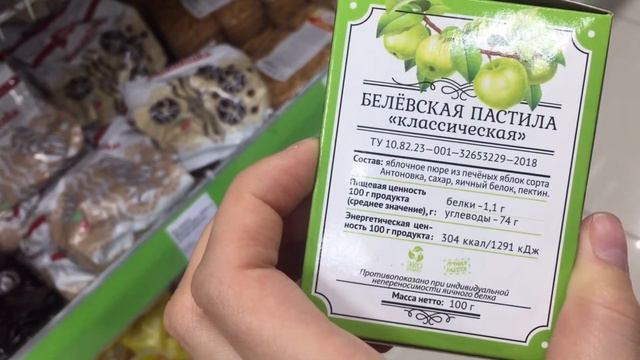 БЕЛЁВСКАЯ ПАСТИЛА
«классическая»
ТУ 10.82.23—001—32653229—2018
Состав: яблочное пюре из печёных яблок сорта
Антоновка, сахар, яичный белок, пектин.
Пищевая ценность
100 г продукта
(среднее значение), г:
белки –1,1 г
углеводы – 74 г
Энергетическая цен-
ность 100 г продукта:
304 ккал/1291 кДж
ЭКО
Противопоказано при индивидуальной
непереносимости яичного белка
Масса нетто: 100 г